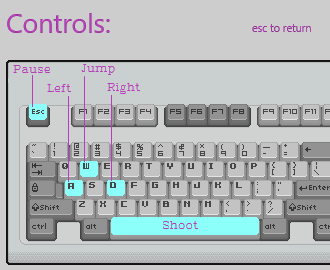 Controls:
esc to return
Pause
Jump
Left
Right
Esc F1 F2 F3 F4 F5 F6 F7 F8 F9 F10 F11
Q W E R T Y U I O P
A S D F G H J K L Enter
Shift Z X C V B N M Shift
ctrl alt Shoot alt ctrl